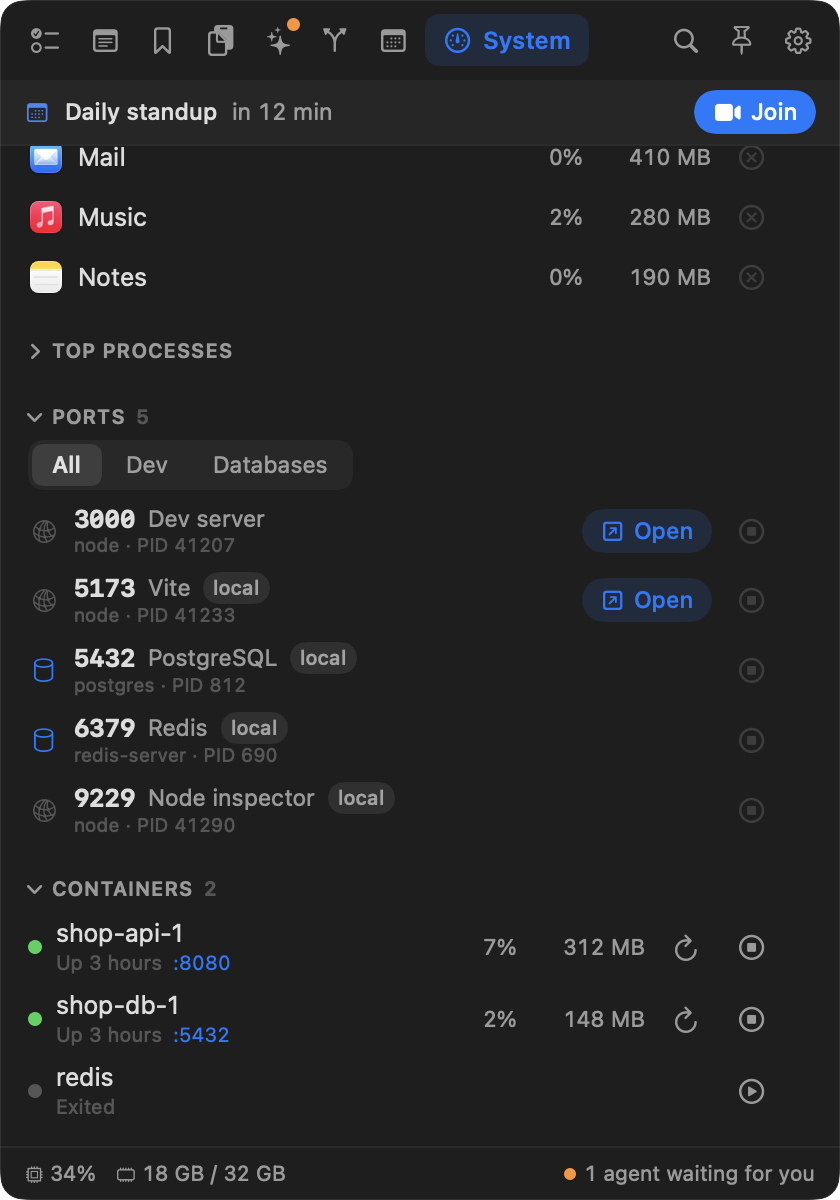 System
Daily standup in 12 min Join
Mail 0% 410 MB
Music 2% 280 MB
Notes 0% 190 MB
TOP PROCESSES
PORTS 5
All Dev Databases
3000 Dev server Open
node · PID 41207
5173 Vite local Open
node · PID 41233
5432 PostgreSQL local
postgres · PID 812
6379 Redis local
redis-server · PID 690
9229 Node inspector local
node · PID 41290
CONTAINERS 2
shop-api-1 7% 312 MB
Up 3 hours :8080
shop-db-1 2% 148 MB
Up 3 hours :5432
redis
Exited
34% 18 GB / 32 GB 1 agent waiting for you